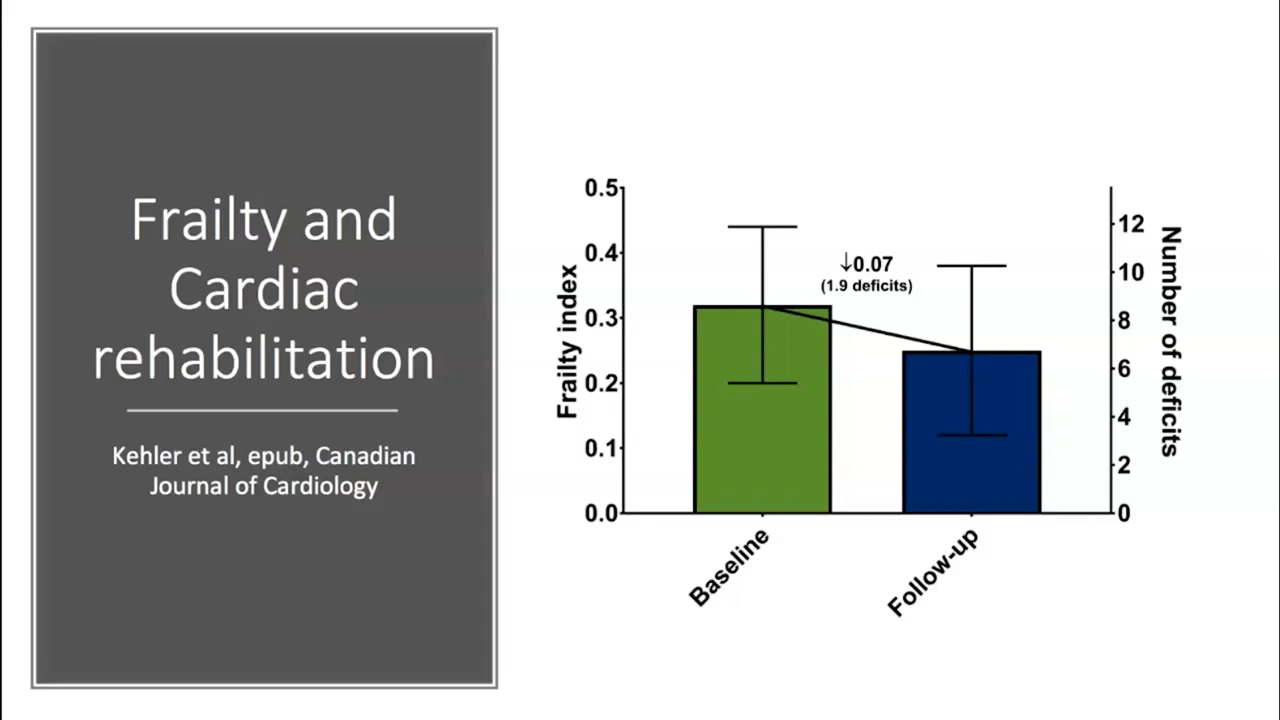 Frailty and
Cardiac
rehabilitation
Kehler et al, epub, Canadian
Journal of Cardiology
Frailty index
0.5
0.4
0.3
0.2
0.1
0.0
↓0.07
(1.9 deficits)
12
10
8
6
4
2
0
Number of deficits
Baseline
Follow-up